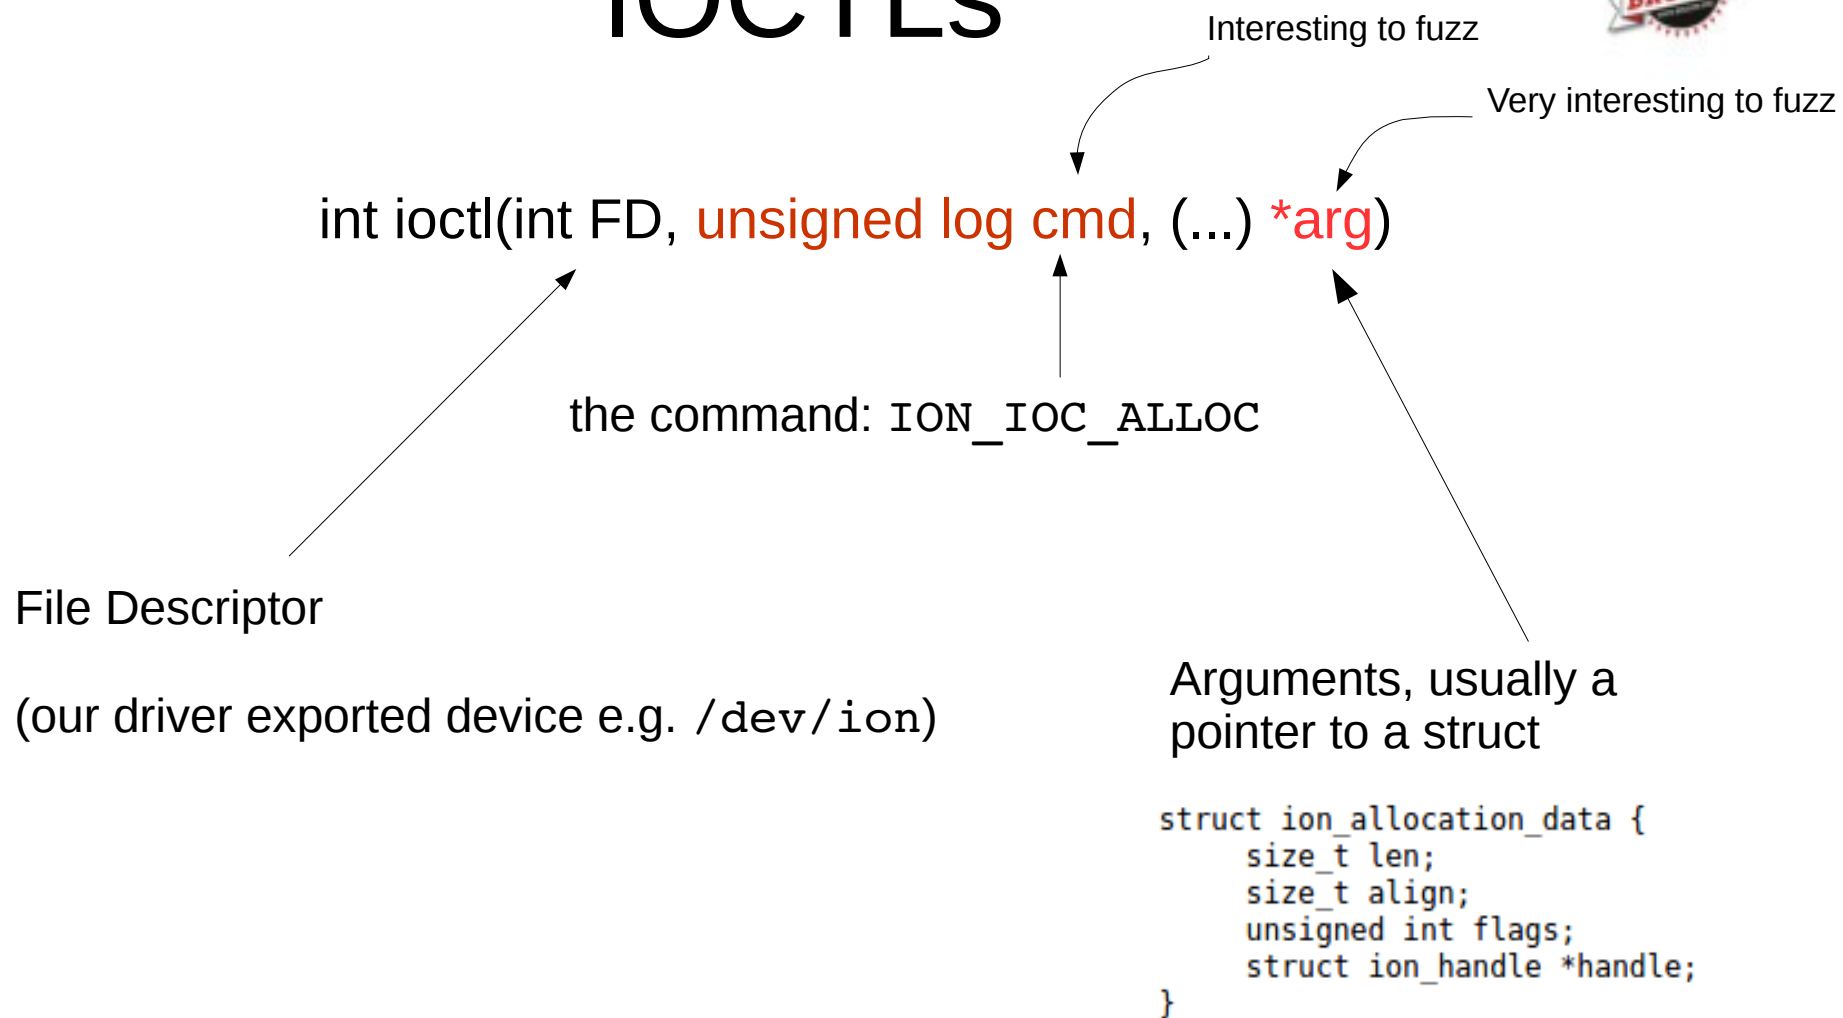 IOCTLs
Interesting to fuzz
Very interesting to fuzz
int ioctl(int FD, unsigned log cmd, (...) *arg)
the command: ION_IOC_ALLOC
File Descriptor
(our driver exported device e.g. /dev/ion)
Arguments, usually a
pointer to a struct
struct ion_allocation_data {
size_t len;
size_t align;
unsigned int flags;
struct ion_handle *handle;
}